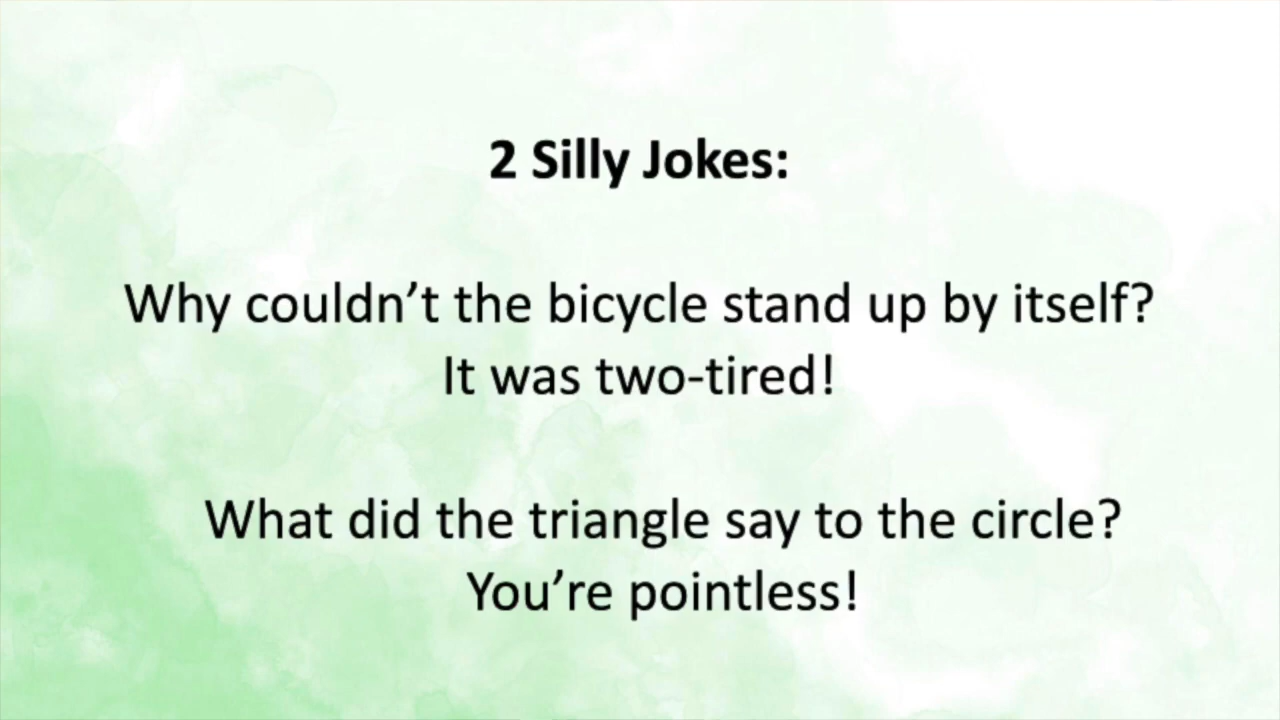 2 Silly Jokes:
Why couldn’t the bicycle stand up by itself?
It was two-tired!
What did the triangle say to the circle?
You’re pointless!